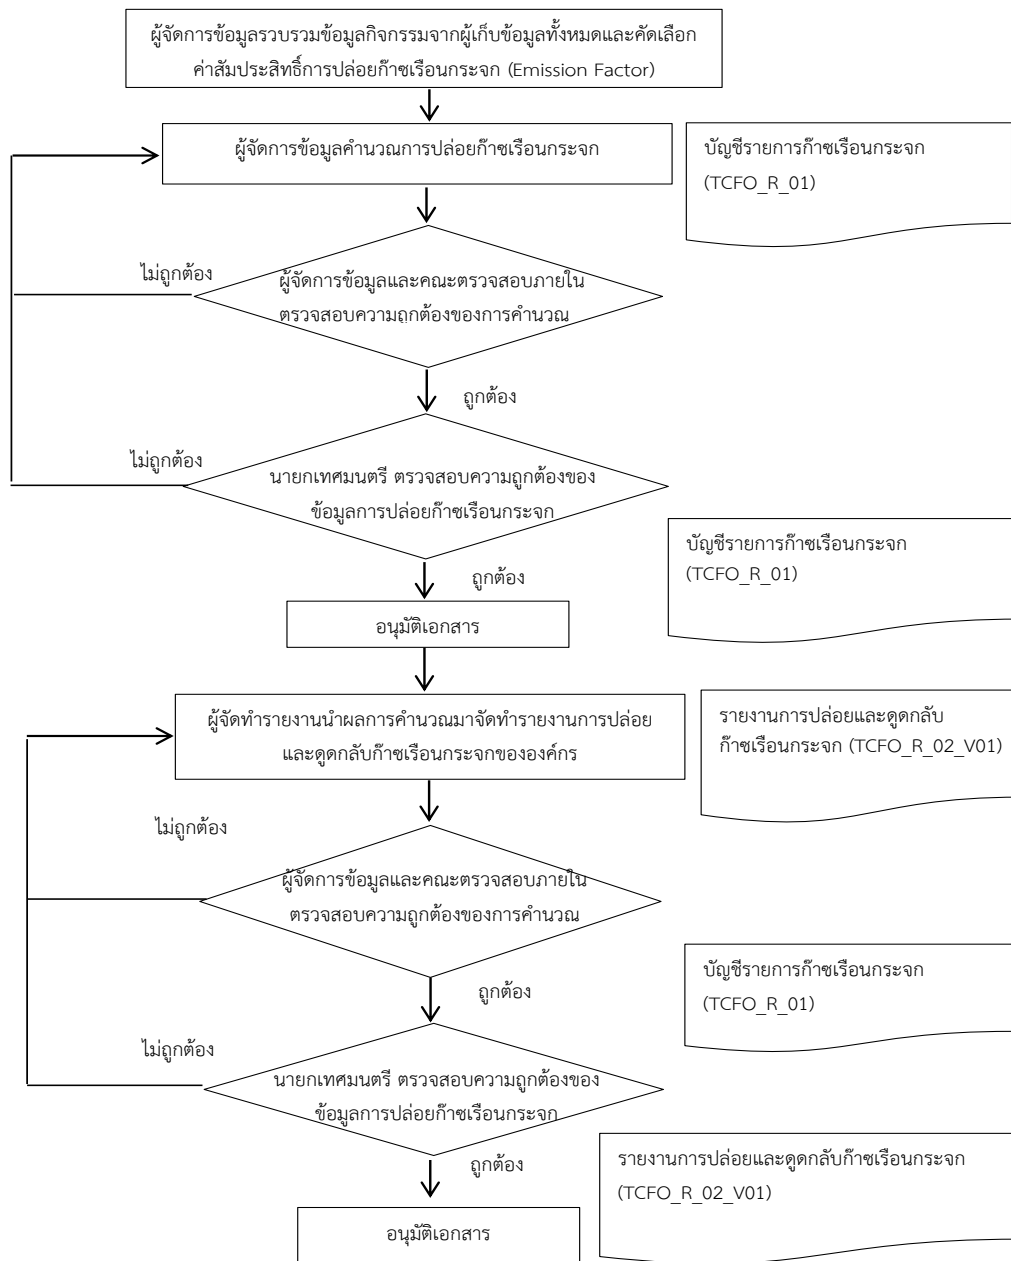 ผู้จัดการข้อมูลรวบรวมข้อมูลกิจกรรมจากผู้เก็บข้อมูลทั้งหมดและคัดเลือก
ค่าสัมประสิทธิ์การปล่อยก๊าซเรือนกระจก (Emission Factor)
ผู้จัดการข้อมูลคำนวณการปล่อยก๊าซเรือนกระจก
บัญชีรายการก๊าซเรือนกระจก
(TCFO_R_01)
ไม่ถูกต้อง
ผู้จัดการข้อมูลและคณะตรวจสอบภายใน
ตรวจสอบความถูกต้องของการคำนวณ
ถูกต้อง
ไม่ถูกต้อง
นายกเทศมนตรี ตรวจสอบความถูกต้องของ
ข้อมูลการปล่อยก๊าซเรือนกระจก
บัญชีรายการก๊าซเรือนกระจก
(TCFO_R_01)
ถูกต้อง
อนุมัติเอกสาร
ผู้จัดทำรายงานนำผลการคำนวณมาจัดทำรายงานการปล่อย
และดูดกลับก๊าซเรือนกระจกขององค์กร
รายงานการปล่อยและดูดกลับ
ก๊าซเรือนกระจก (TCFO_R_02_V01)
ไม่ถูกต้อง
ผู้จัดการข้อมูลและคณะตรวจสอบภายใน
ตรวจสอบความถูกต้องของการคำนวณ
บัญชีรายการก๊าซเรือนกระจก
(TCFO_R_01)
ถูกต้อง
ไม่ถูกต้อง
นายกเทศมนตรี ตรวจสอบความถูกต้องของ
ข้อมูลการปล่อยก๊าซเรือนกระจก
ถูกต้อง
รายงานการปล่อยและดูดกลับก๊าซเรือนกระจก
(TCFO_R_02_V01)
อนุมัติเอกสาร